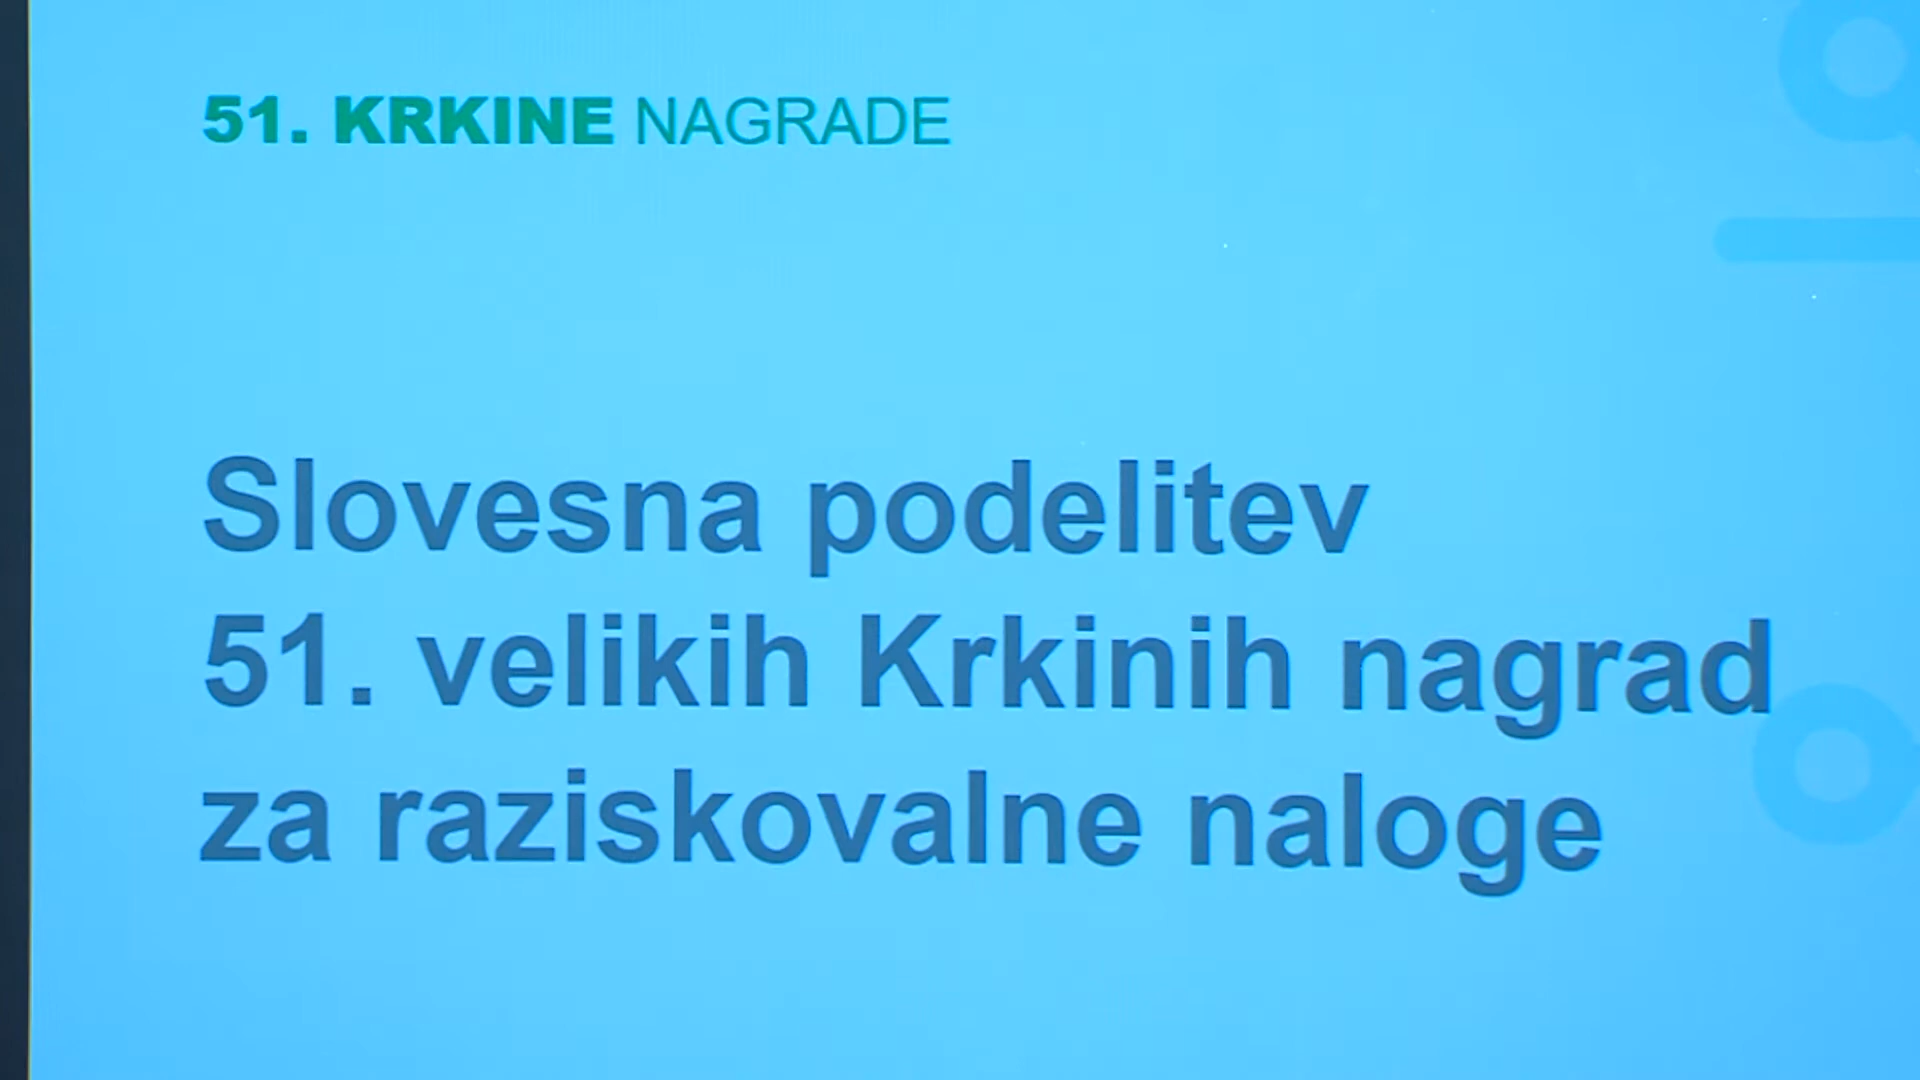 51. KRKINE NAGRADE
Slovesna podelitev
51. velikih Krkinih nagrad
za raziskovalne naloge